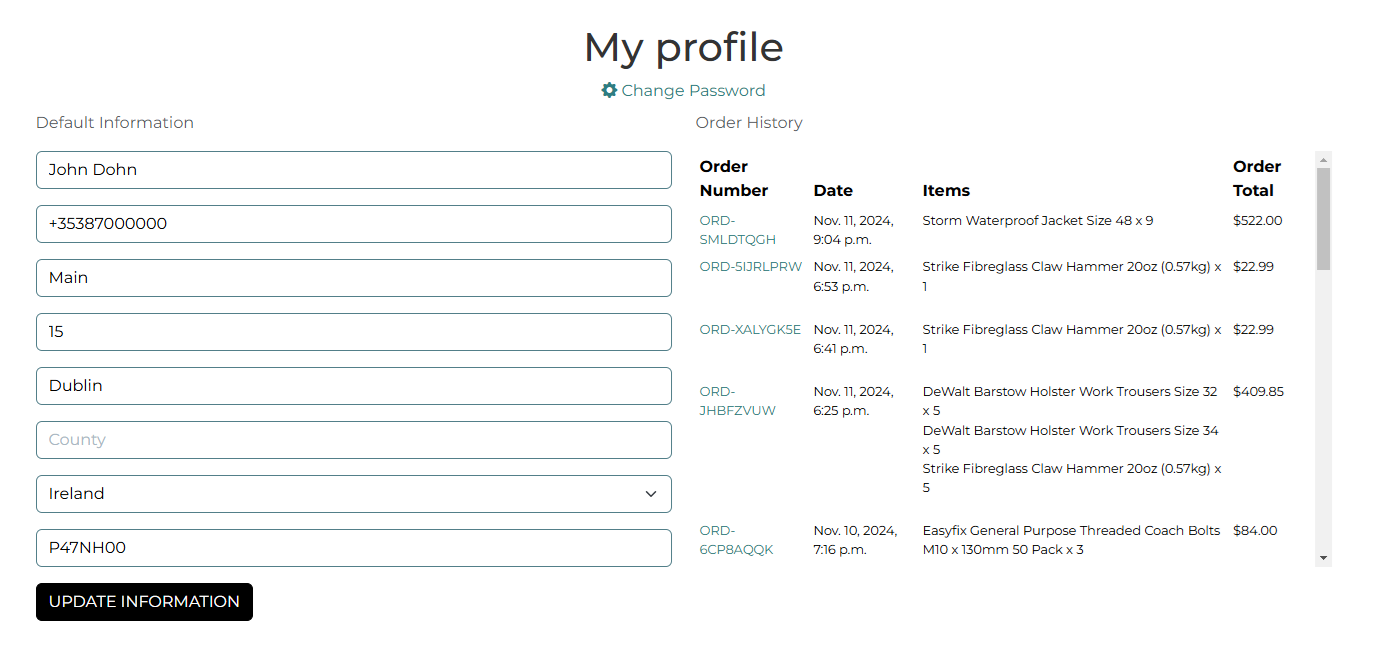 My profile
Change Password
Default Information
John Dohn
+35387000000
Main
15
Dublin
County
Ireland
P47NH00
UPDATE INFORMATION
Order History
Order Number Date Items Order Total
ORD-SMLDTQGH Nov. 11, 2024, 9:04 p.m. Storm Waterproof Jacket Size 48 x 9 $522.00
ORD-5IJRLPRW Nov. 11, 2024, 6:53 p.m. Strike Fibreglass Claw Hammer 20oz (0.57kg) x 1 $22.99
ORD-XALYGK5E Nov. 11, 2024, 6:41 p.m. Strike Fibreglass Claw Hammer 20oz (0.57kg) x 1 $22.99
ORD-JHBFZVUW Nov. 11, 2024, 6:25 p.m. DeWalt Barstow Holster Work Trousers Size 32 x 5 $409.85
DeWalt Barstow Holster Work Trousers Size 34 x 5
Strike Fibreglass Claw Hammer 20oz (0.57kg) x 5
ORD-6CP8AQQK Nov. 10, 2024, 7:16 p.m. Easyfix General Purpose Threaded Coach Bolts M10 x 130mm 50 Pack x 3 $84.00